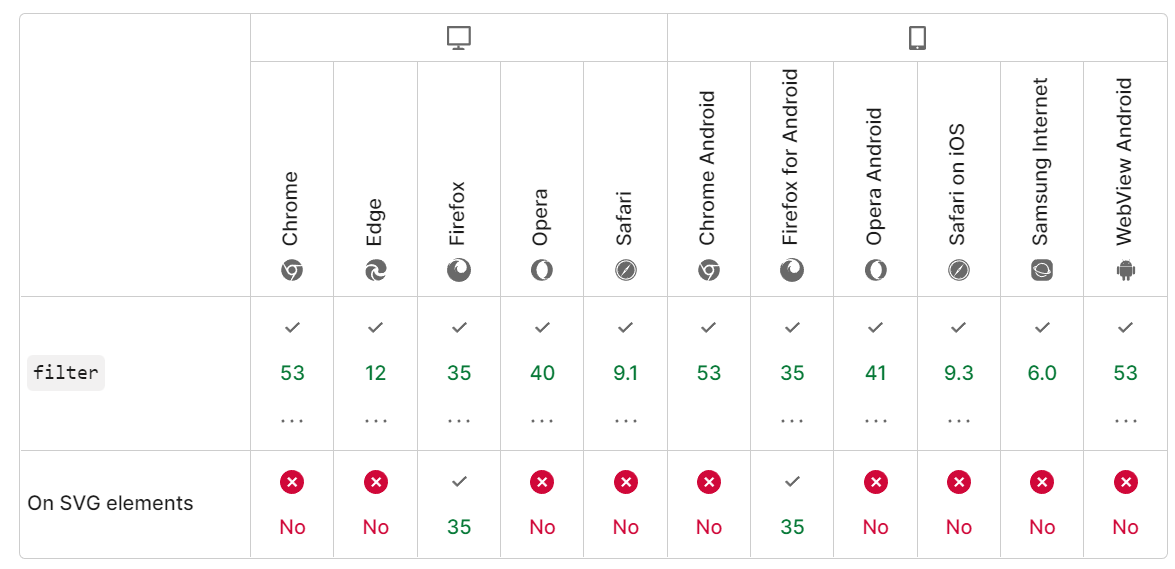 Chrome Edge Firefox Opera Safari Chrome Android Firefox for Android Opera Android Safari on iOS Samsung Internet WebView Android
filter 53 12 35 40 9.1 53 35 41 9.3 6.0 53
... ... ... ... ... ... ... ... ...
On SVG elements No No 35 No No No 35 No No No No